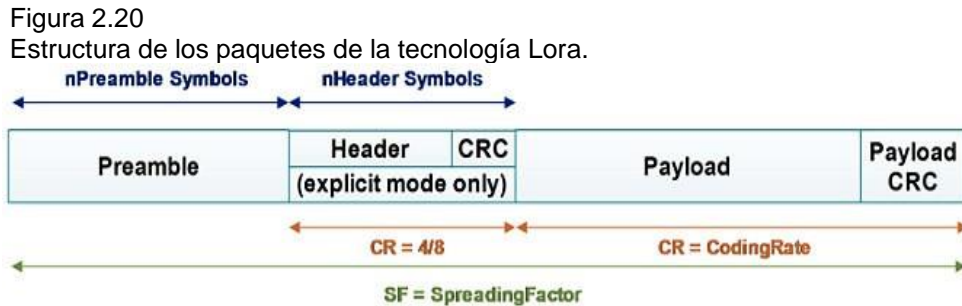 Figura 2.20
Estructura de los paquetes de la tecnología Lora.
nPreamble Symbols
nHeader Symbols
Preamble
Header
CRC
(explicit mode only)
Payload
Payload
CRC
CR = 4/8
CR = CodingRate
SF = SpreadingFactor